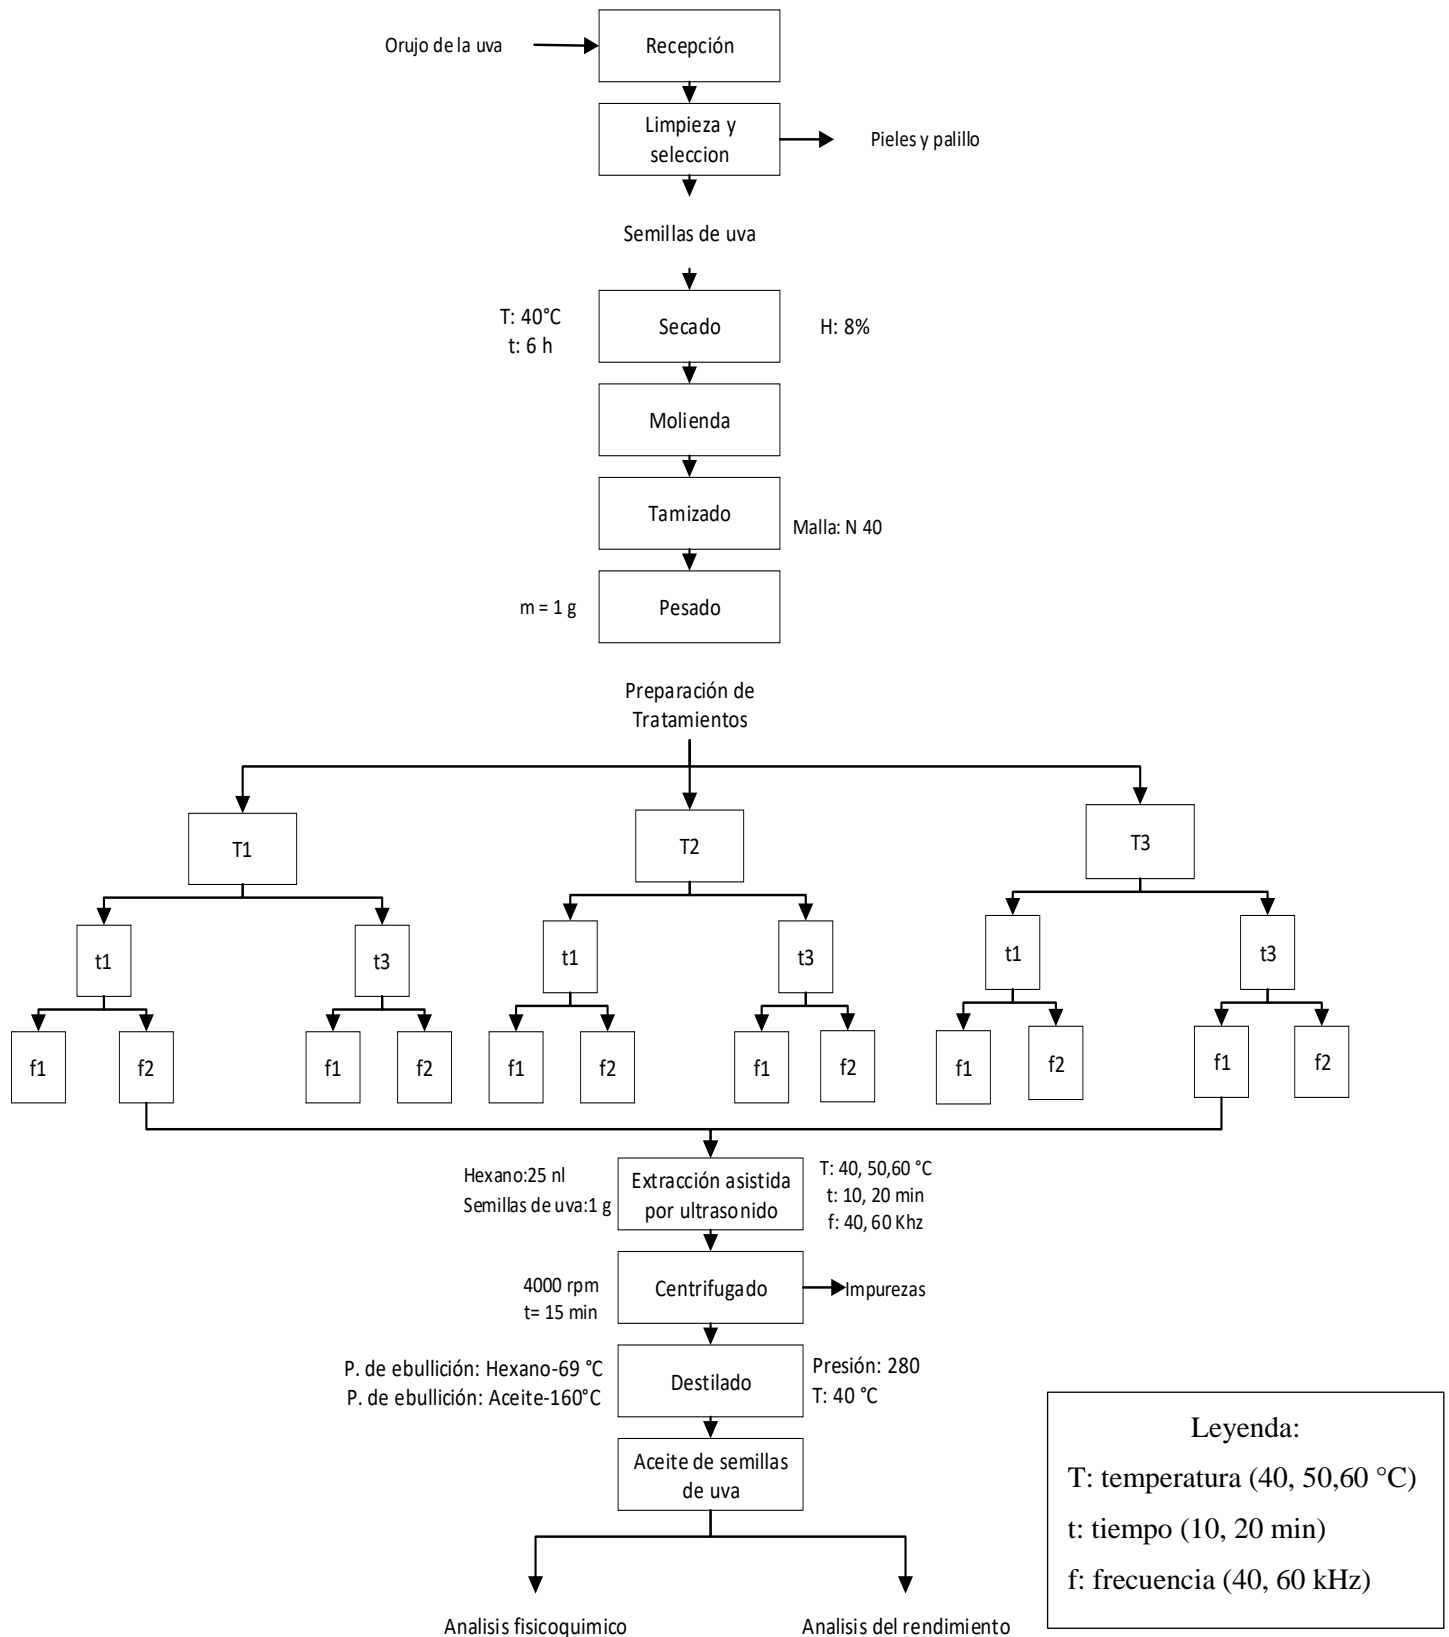 Orujo de la uva
Recepción
Limpieza y
seleccion
Pieles y palillo
Semillas de uva
T: 40°C
t: 6 h
Secado
H: 8%
Molienda
Tamizado
Malla: N 40
m = 1 g
Pesado
Preparación de
Tratamientos
T1
T2
T3
t1
t3
t1
t3
t1
t3
f1
f2
f1
f2
f1
f2
f1
f2
f1
f2
f1
f2
Hexano:25 nl
Semillas de uva:1 g
Extracción asistida
por ultrasonido
T: 40, 50,60 °C
t: 10, 20 min
f: 40, 60 Khz
4000 rpm
t= 15 min
Centrifugado
Impurezas
P. de ebullición: Hexano-69 °C
P. de ebullición: Aceite-160°C
Destilado
Presión: 280
T: 40 °C
Aceite de semillas
de uva
Analisis fisicoquimico
Analisis del rendimiento
Leyenda:
T: temperatura (40, 50,60 °C)
t: tiempo (10, 20 min)
f: frecuencia (40, 60 kHz)